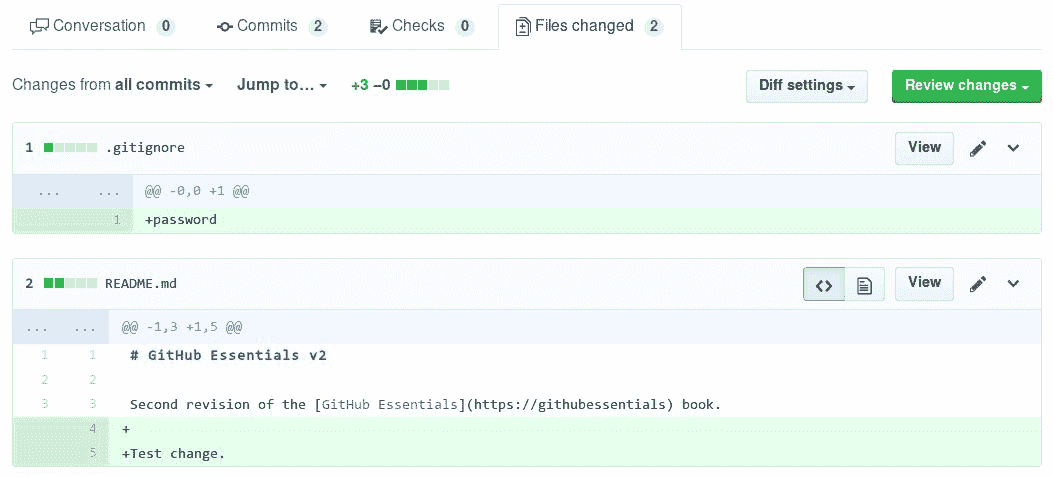 Conversation 0 Commits 2 Checks 0 Files changed 2
Changes from all commits Jump to... +3 −0 Diff settings Review changes
1 .gitignore View
... ... @@ -0,0 +1 @@
1 +password
2 README.md <> View
... ... @@ -1,3 +1,5 @@
1 1 # GitHub Essentials v2
2 2
3 3 Second revision of the [GitHub Essentials](https://githubessentials) book.
4 +
5 +Test change.